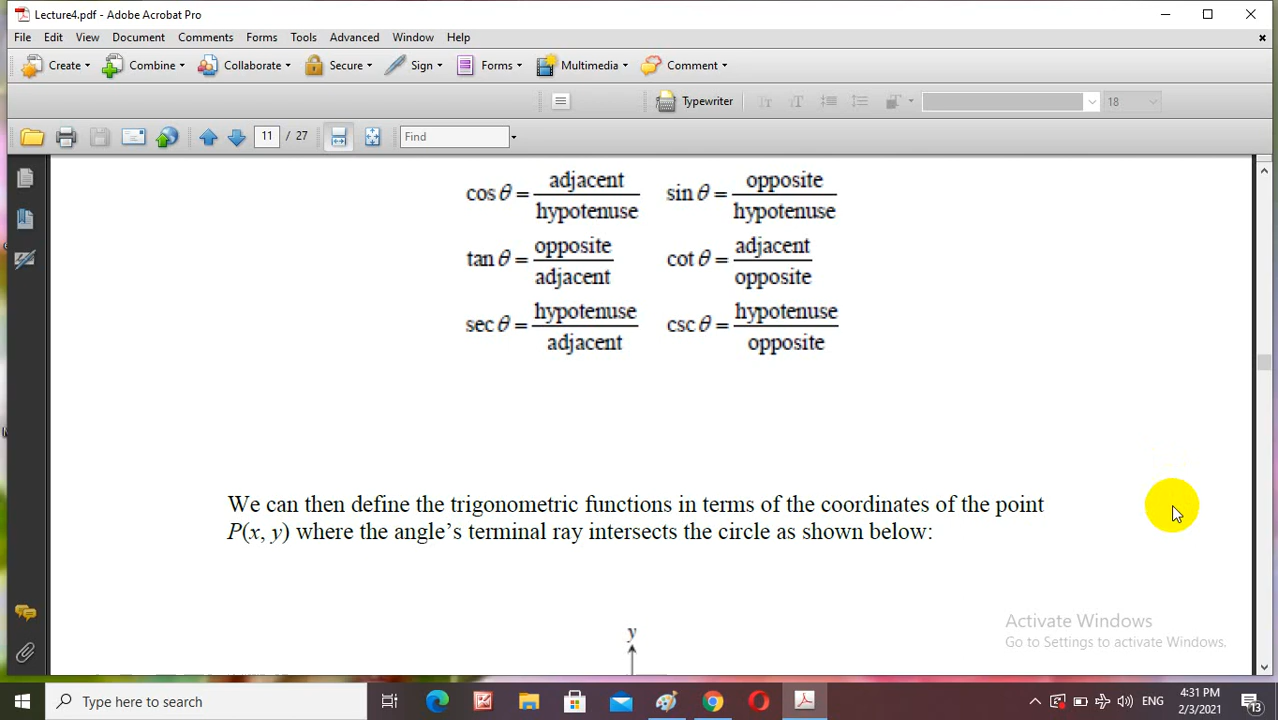 Lecture4.pdf - Adobe Acrobat Pro
File Edit View Document Comments Forms Tools Advanced Window Help
Create Combine Collaborate Secure Sign Forms Multimedia Comment
Typewriter 18
11 / 27 Find
cos θ = adjacent / hypotenuse sin θ = opposite / hypotenuse
tan θ = opposite / adjacent cot θ = adjacent / opposite
sec θ = hypotenuse / adjacent csc θ = hypotenuse / opposite
We can then define the trigonometric functions in terms of the coordinates of the point
P(x, y) where the angle's terminal ray intersects the circle as shown below:
y
Activate Windows
Go to Settings to activate Windows.
Type here to search
ENG
4:31 PM
2/3/2021
13